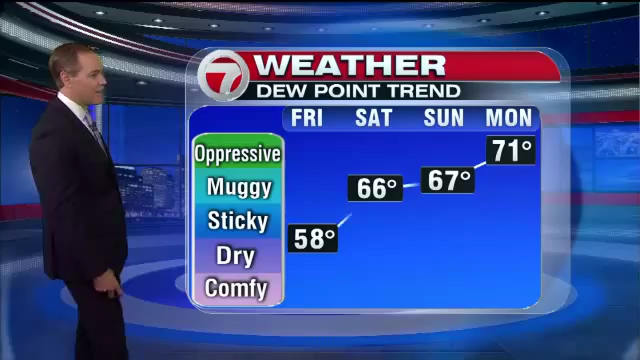 7 WEATHER
DEW POINT TREND
FRI SAT SUN MON
Oppressive
Muggy
Sticky
Dry
Comfy
58° 66° 67° 71°